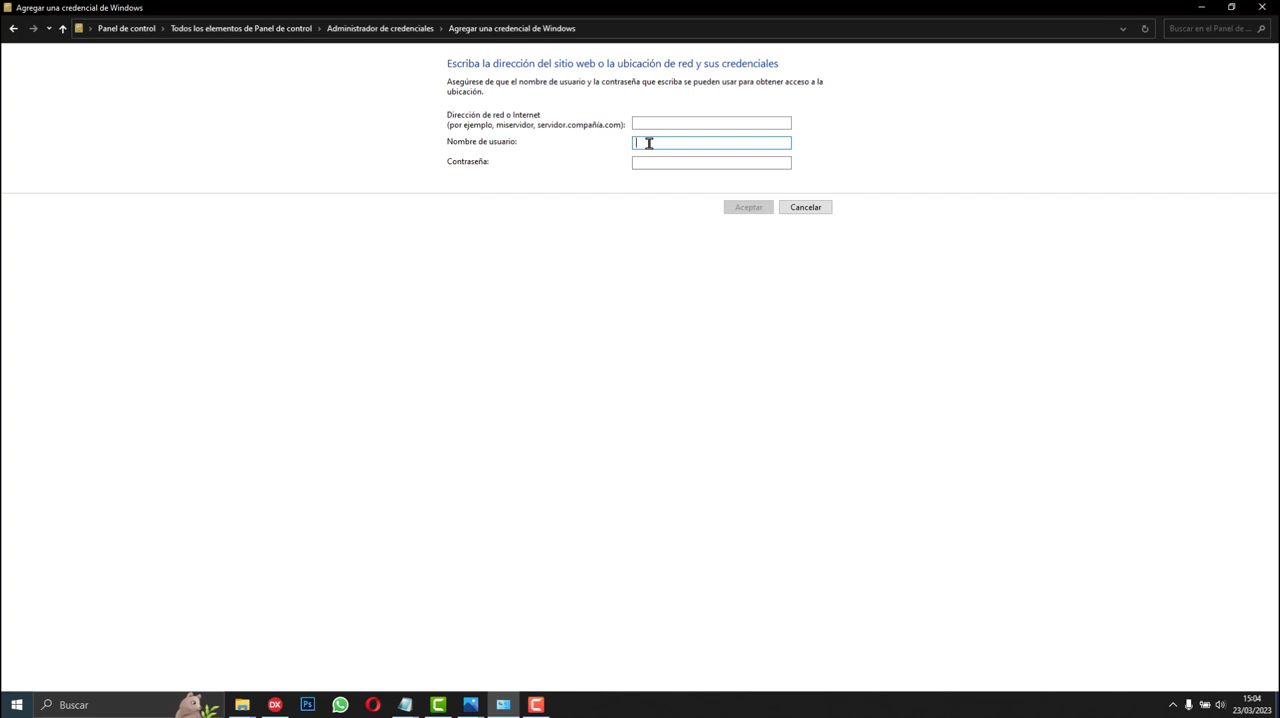 Agregar una credencial de Windows
Panel de control > Todos los elementos de Panel de control > Administrador de credenciales > Agregar una credencial de Windows
Buscar en el Panel de ...
Escriba la dirección del sitio web o la ubicación de red y sus credenciales
Asegúrese de que el nombre de usuario y la contraseña que escriba se pueden usar para obtener acceso a la
ubicación.
Dirección de red o Internet
(por ejemplo, miservidor, servidor.compañía.com):
Nombre de usuario:
Contraseña:
Aceptar
Cancelar
Buscar
DX
Ps
C
C
15:04
23/03/2023